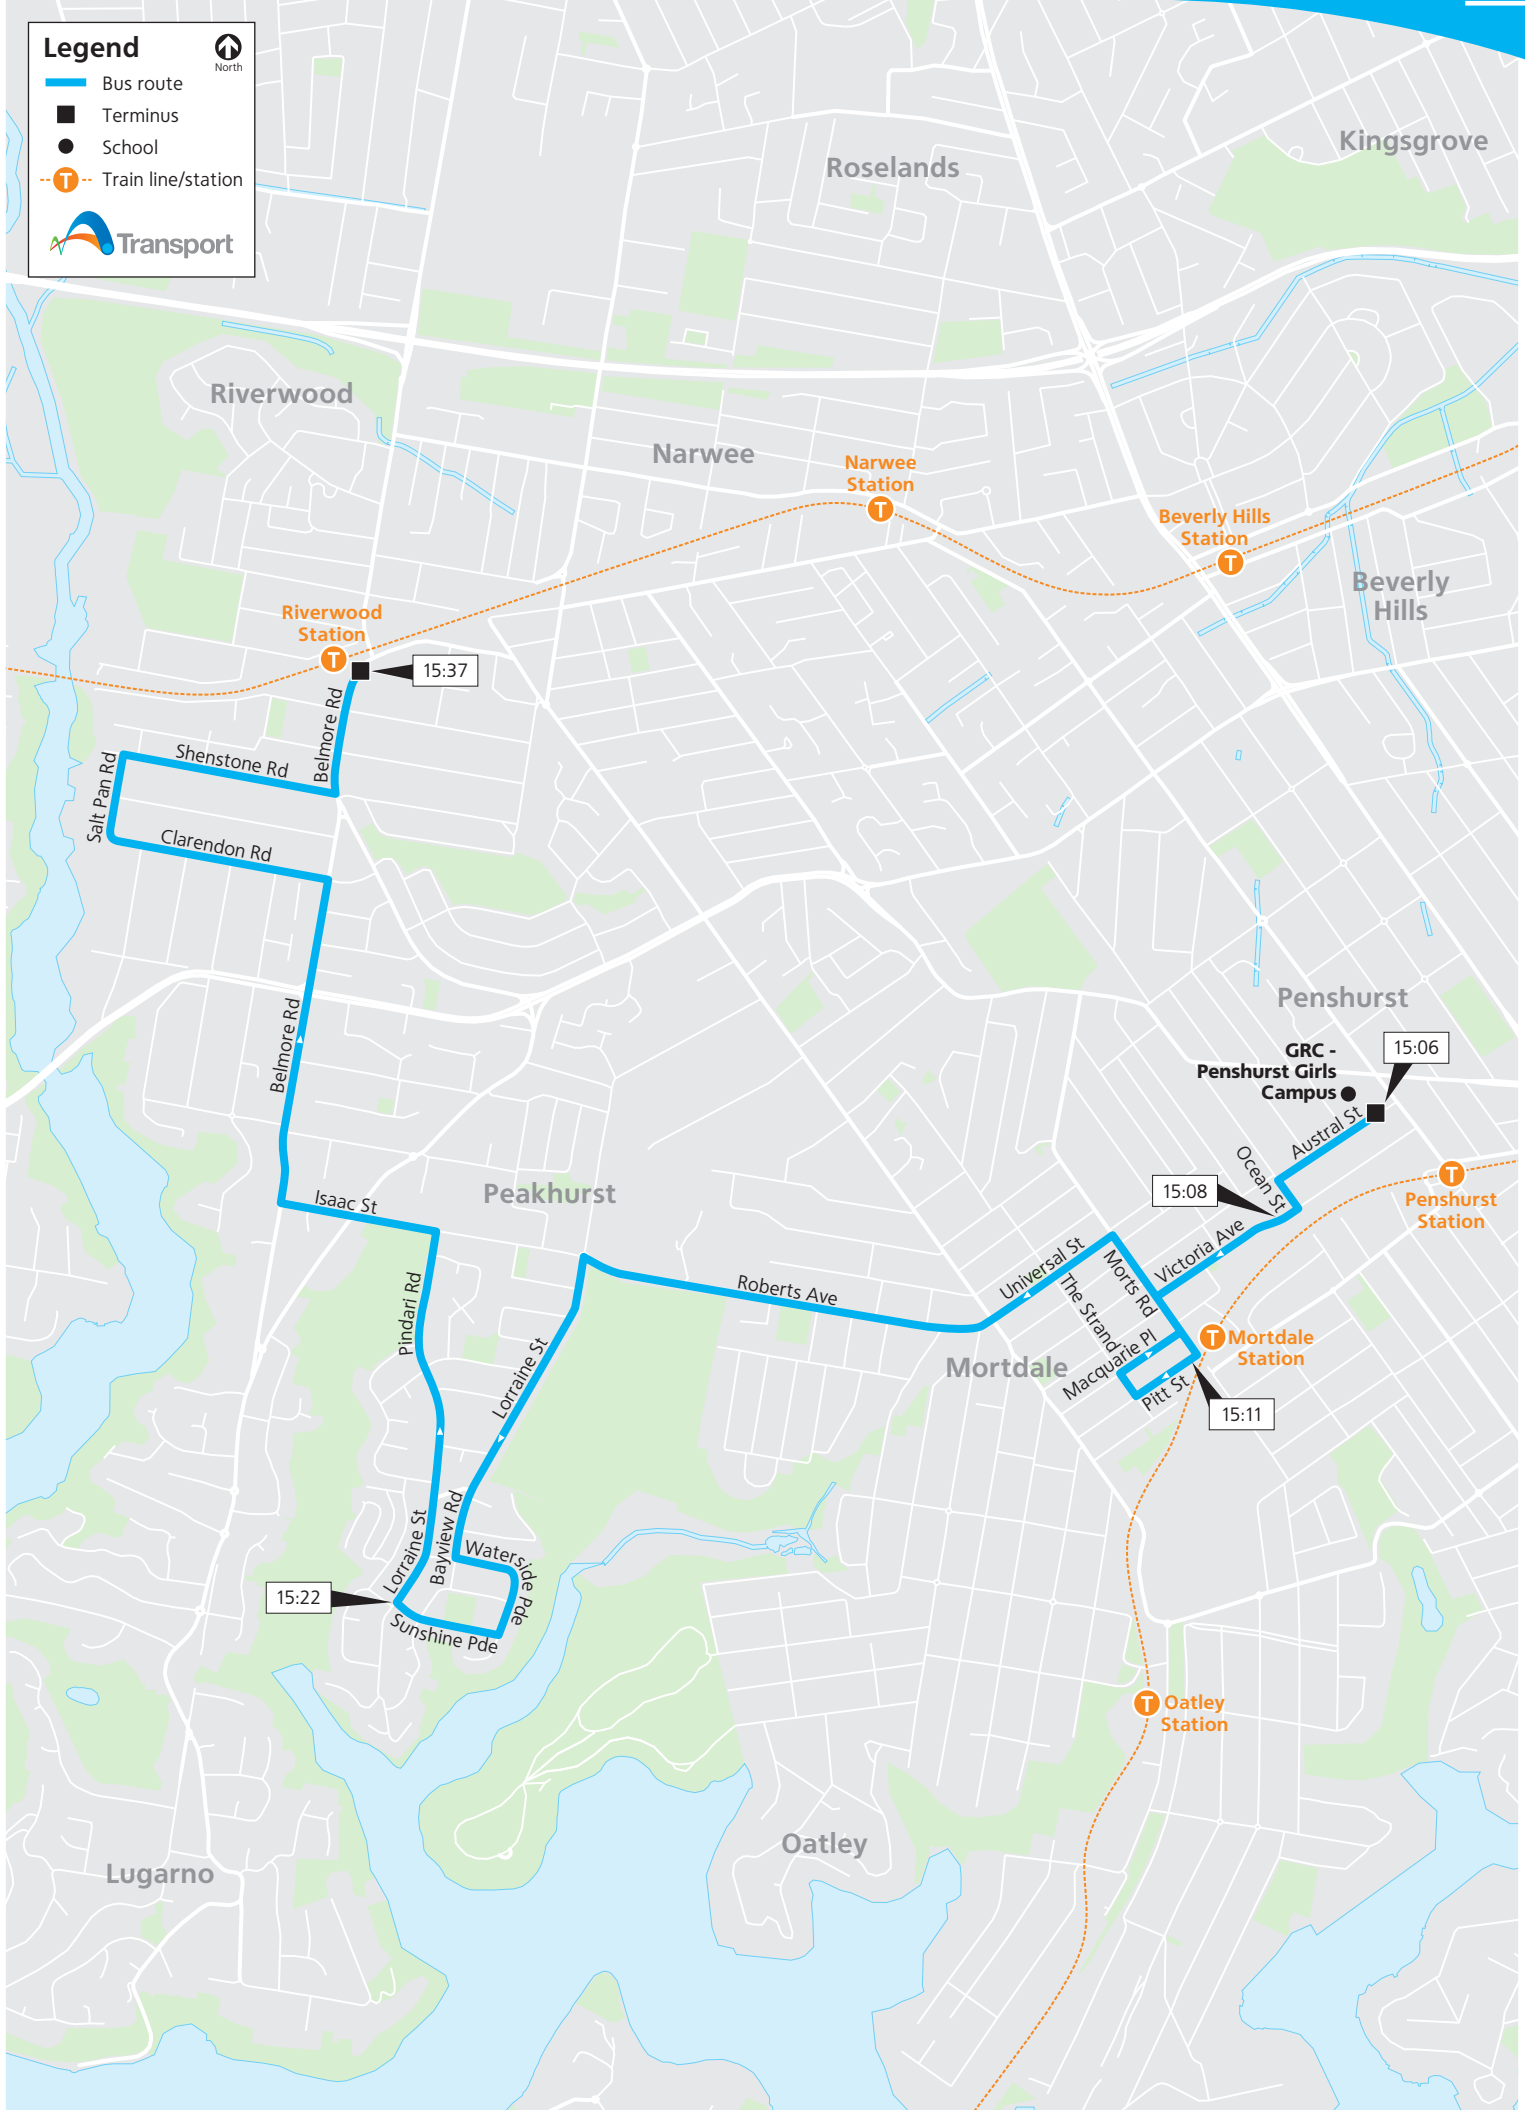 Legend
North
Bus route
Terminus
School
T
Train line/station
Transport
Kingsgrove
Roselands
Riverwood
Narwee
Narwee
Station
T
Beverly Hills
Station
T
Beverly
Hills
Riverwood
Station
T
15:37
Belmore Rd
Shenstone Rd
Salt Pan Rd
Clarendon Rd
Belmore Rd
Penshurst
GRC -
Penshurst Girls
Campus
15:06
Austral St
Ocean St
15:08
T
Penshurst
Station
Victoria Ave
Peakhurst
Isaac St
Universal St
Morts Rd
The Strand
Roberts Ave
Pindari Rd
T
Mortdale
Station
Macquarie Pl
Mortdale
Pitt St
15:11
Lorraine St
Bayview Rd
Lorraine St
Waterside Pde
15:22
Sunshine Pde
T
Oatley
Station
Oatley
Lugarno